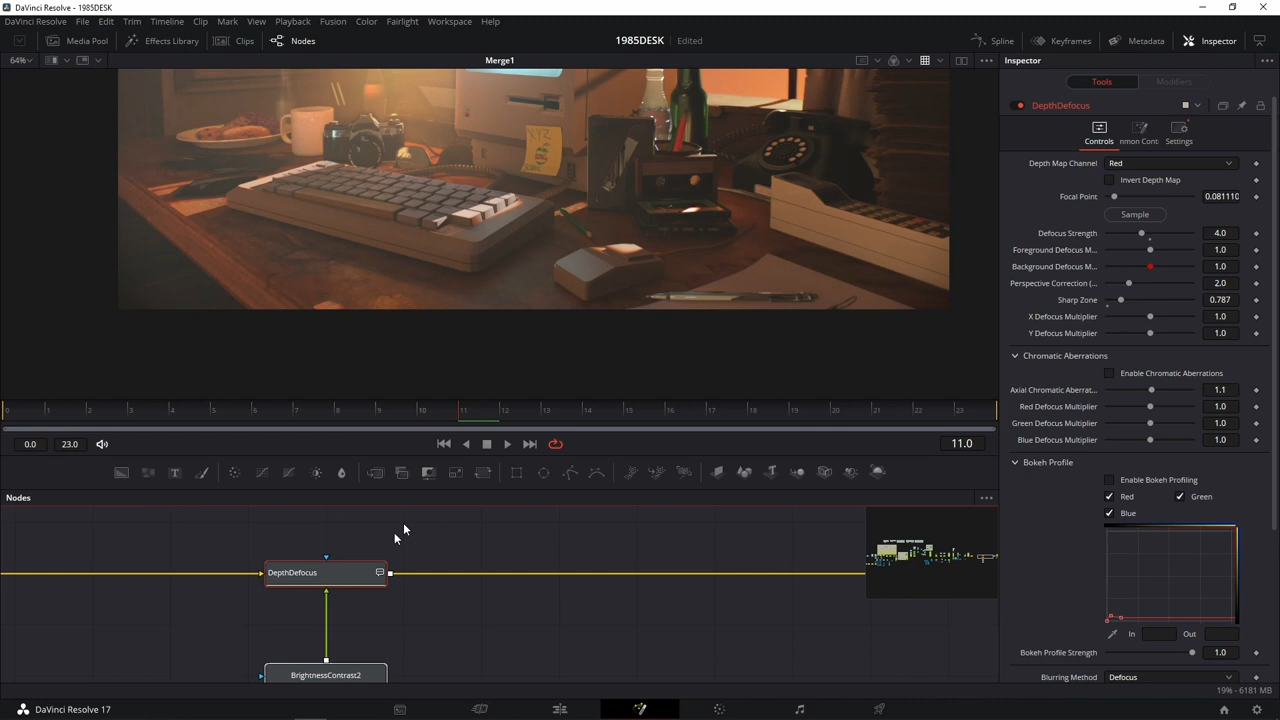 DaVinci Resolve - 1985DESK
DaVinci Resolve File Edit Trim Timeline Clip Mark View Playback Fusion Color Fairlight Workspace Help
Media Pool Effects Library Clips Nodes 1985DESK Edited Spline Keyframes Metadata Inspector
64% Merge1 Inspector
Tools Modifiers
DepthDefocus
Controls nmon Cont Settings
Depth Map Channel Red
Invert Depth Map
Focal Point 0.081110
Sample
Defocus Strength 4.0
Foreground Defocus M... 1.0
Background Defocus M... 1.0
Perspective Correction (... 2.0
Sharp Zone 0.787
X Defocus Multiplier 1.0
Y Defocus Multiplier 1.0
Chromatic Aberrations
Enable Chromatic Aberrations
Axial Chromatic Aberrat... 1.1
Red Defocus Multiplier 1.0
Green Defocus Multiplier 1.0
Blue Defocus Multiplier 1.0
Bokeh Profile
Enable Bokeh Profiling
Red Green
Blue
In Out
Bokeh Profile Strength 1.0
Blurring Method Defocus
XYZ
0 1 2 3 4 5 6 7 8 9 10 11 12 13 14 15 16 17 18 19 20 21 22 23
0.0 23.0 11.0
Nodes
DepthDefocus
BrightnessContrast2
19% - 6181 MB
DaVinci Resolve 17